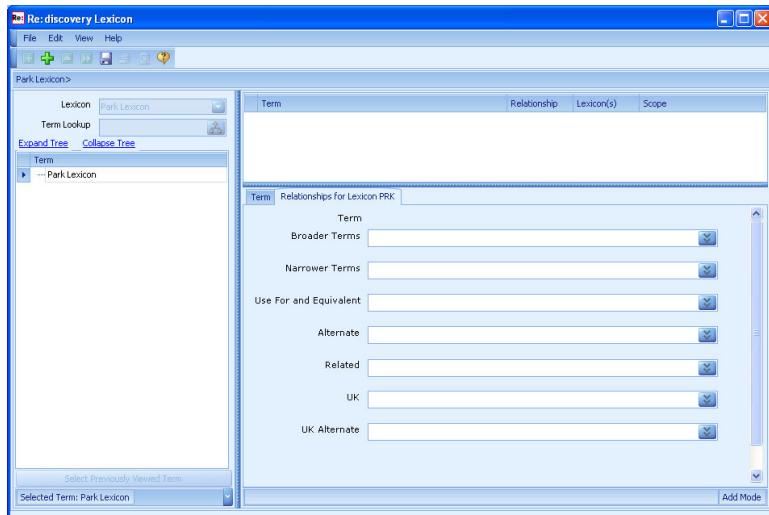 Re: Re:discovery Lexicon
File Edit View Help
Park Lexicon>
Lexicon Park Lexicon
Term Lookup
Expand Tree Collapse Tree
Term
Park Lexicon
Select Previously Viewed Term
Selected Term: Park Lexicon
Term Relationship Lexicon(s) Scope
Term Relationships for Lexicon PRK
Term
Broader Terms
Narrower Terms
Use For and Equivalent
Alternate
Related
UK
UK Alternate
Add Mode